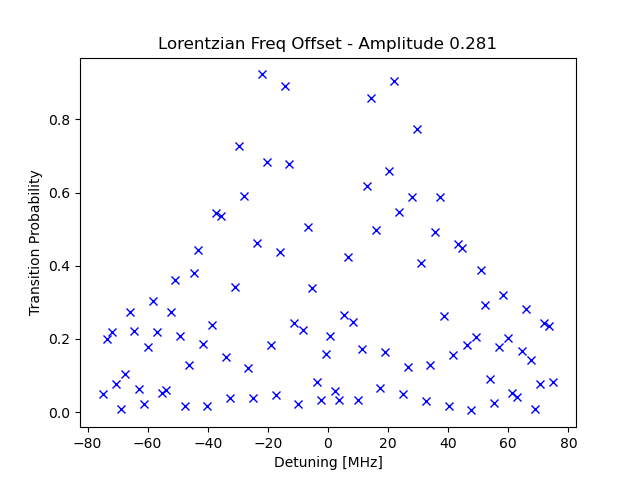 Lorentzian Freq Offset - Amplitude 0.281
Transition Probability
0.8
0.6
0.4
0.2
0.0
−80 −60 −40 −20 0 20 40 60 80
Detuning [MHz]